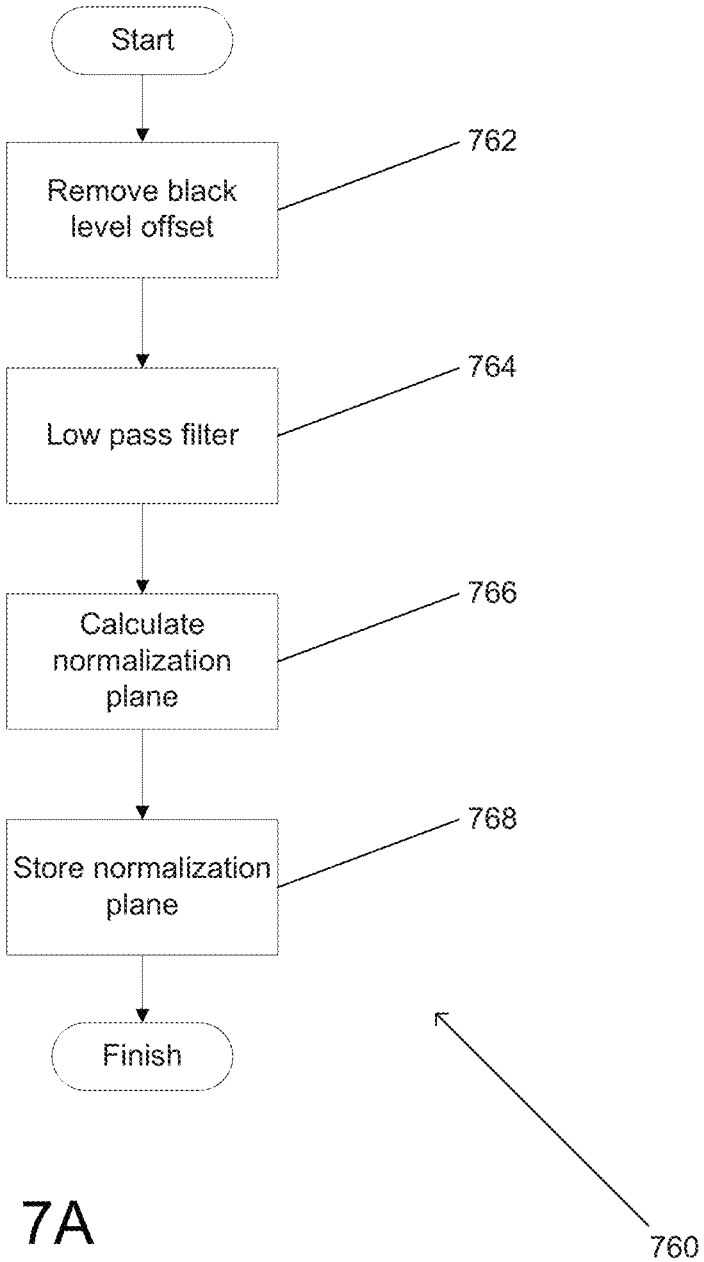 Start
762
Remove black
level offset
764
Low pass filter
766
Calculate
normalization
plane
768
Store normalization
plane
Finish
7A
760